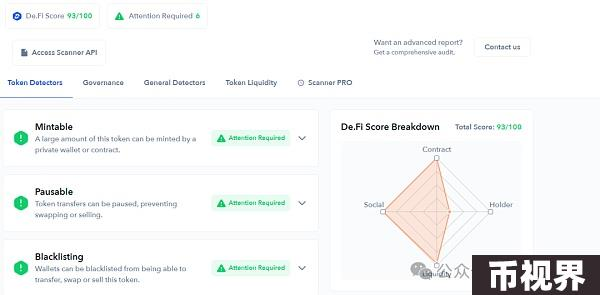 De.Fi Score 93/100
Attention Required 6
Access Scanner API
Want an advanced report?
Get a comprehensive audit.
Contact us
Token Detectors
Governance
General Detectors
Token Liquidity
Scanner PRO
Mintable
A large amount of this token can be minted by a
private wallet or contract.
Attention Required
Pausable
Token transfers can be paused, preventing
swapping or selling.
Attention Required
Blacklisting
Wallets can be blacklisted from being able to
transfer, swap or sell this token.
Attention Required
De.Fi Score Breakdown
Total Score: 93/100
Contract
Social
Holder
Liquidity
公众
币视界